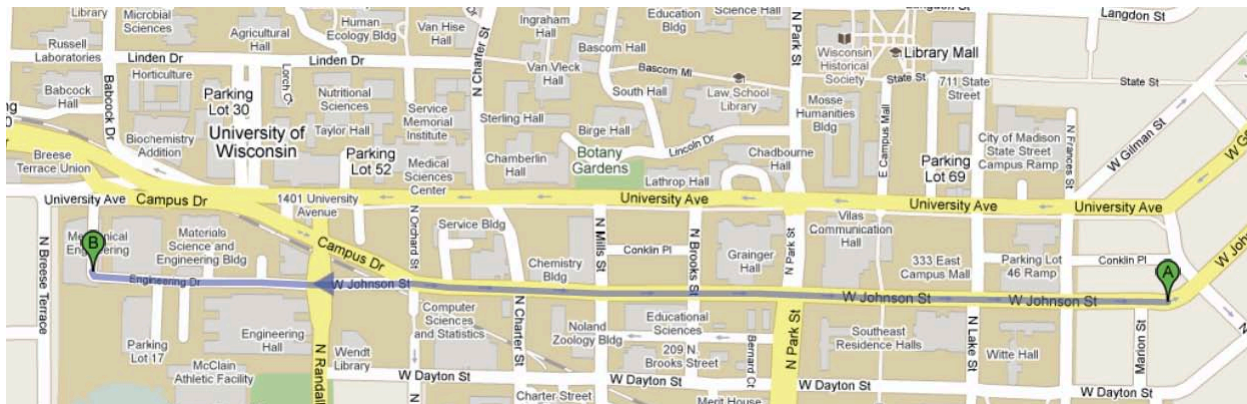 Microbial
Sciences
Russell
Laboratories
Agricultural
Hall
Human
Ecology Bldg
Van Hise
Hall
N Charter St
Ingraham
Hall
Van Vleck
Hall
Bascom Hall
South Hall
Education
Bldg
Bascom Ml
Law School
Library
N Park St
Wisconsin
Historical
Society
Library Mall
State St
711 State
Street
Langdon St
State St
Linden Dr
Linden Dr
Babcock
Hall
Babcock Dr
Horticulture
Parking
Lot 30
Lorch Ct
Nutritional
Sciences
Taylor Hall
Service
Memorial
Institute
Sterling Hall
Birge Hall
Lincoln Dr
Mosse
Humanities
Bldg
E Campus Mall
City of Madison
State Street
Campus Ramp
N Frances St
W Gilman St
Biochemistry
Addition
University of
Wisconsin
Parking
Lot 52
Medical
Sciences
Center
Chamberlin
Hall
Botany
Gardens
Chadbourne
Hall
Parking
Lot 69
Breese
Terrace Union
Lathrop Hall
University Ave
Campus Dr
1401 University
Avenue
University Ave
University Ave
University Ave
N Breese Terrace
Mechanical
Engineering
B
Materials
Science and
Engineering Bldg
Engineering Dr
Campus Dr
N Orchard St
Service Bldg
Chemistry
Bldg
N Mills St
Conklin Pl
N Brooks St
Grainger
Hall
N Park St
Vilas
Communication
Hall
333 East
Campus Mall
Parking Lot
46 Ramp
Conklin Pl
A
W Johnson St
W Johnson St
W Johnson St
Parking
Lot 17
Engineering
Hall
McClain
Athletic Facility
N Randall
Wendt
Library
Computer
Sciences
and Statistics
N Charter St
Noland
Zoology Bldg
Educational
Sciences
209 N.
Brooks Street
Bernard Ct
N Park St
Southeast
Residence Halls
N Lake St
Witte Hall
Marion St
W Dayton St
W Dayton St
W Dayton St
Charter Street
Merit House